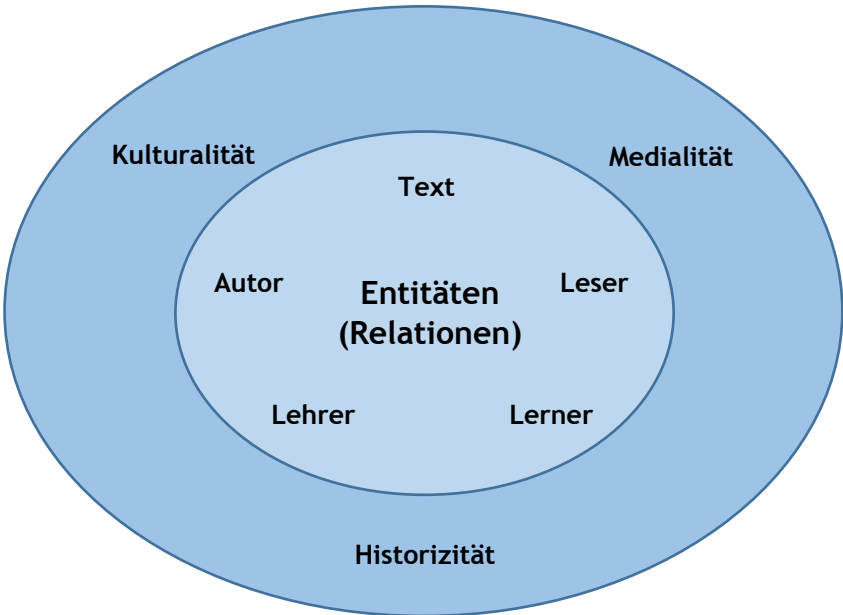 Kulturalität
Medialität
Text
Autor
Entitäten
(Relationen)
Leser
Lehrer
Lerner
Historizität